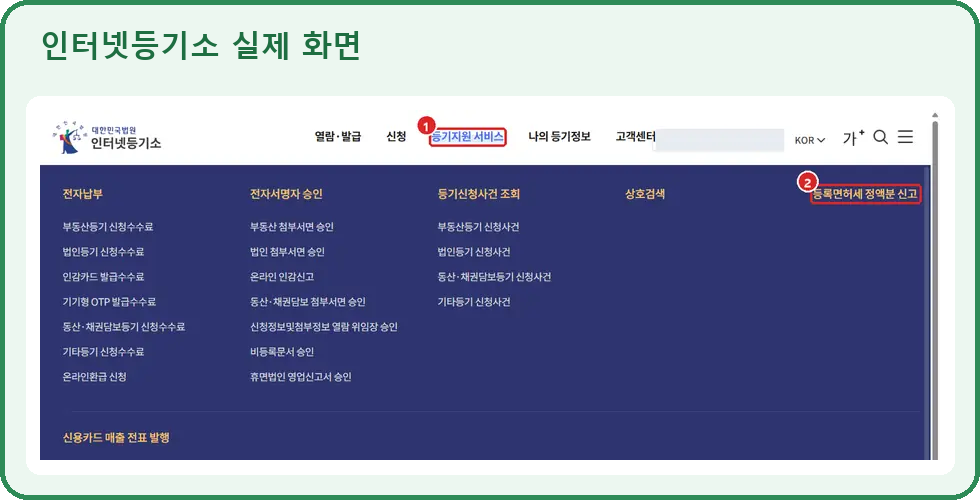 인터넷등기소 실제 화면
대한민국법원
인터넷등기소
열람·발급 신청 1 등기지원 서비스 나의 등기정보 고객센터 KOR 가+
전자납부 전자서명자 승인 등기신청사건 조회 상호검색 2 등록면허세 정액분 신고
부동산등기 신청수수료 부동산 첨부서면 승인 부동산등기 신청사건
법인등기 신청수수료 법인 첨부서면 승인 법인등기 신청사건
인감카드 발급수수료 온라인 인감신고 동산·채권담보등기 신청사건
기기형 OTP 발급수수료 동산·채권담보 첨부서면 승인 기타등기 신청사건
동산·채권담보등기 신청수수료 신청정보및첨부정보 열람 위임장 승인
기타등기 신청수수료 비등록문서 승인
온라인환급 신청 휴면법인 영업신고서 승인
신용카드 매출 전표 발행